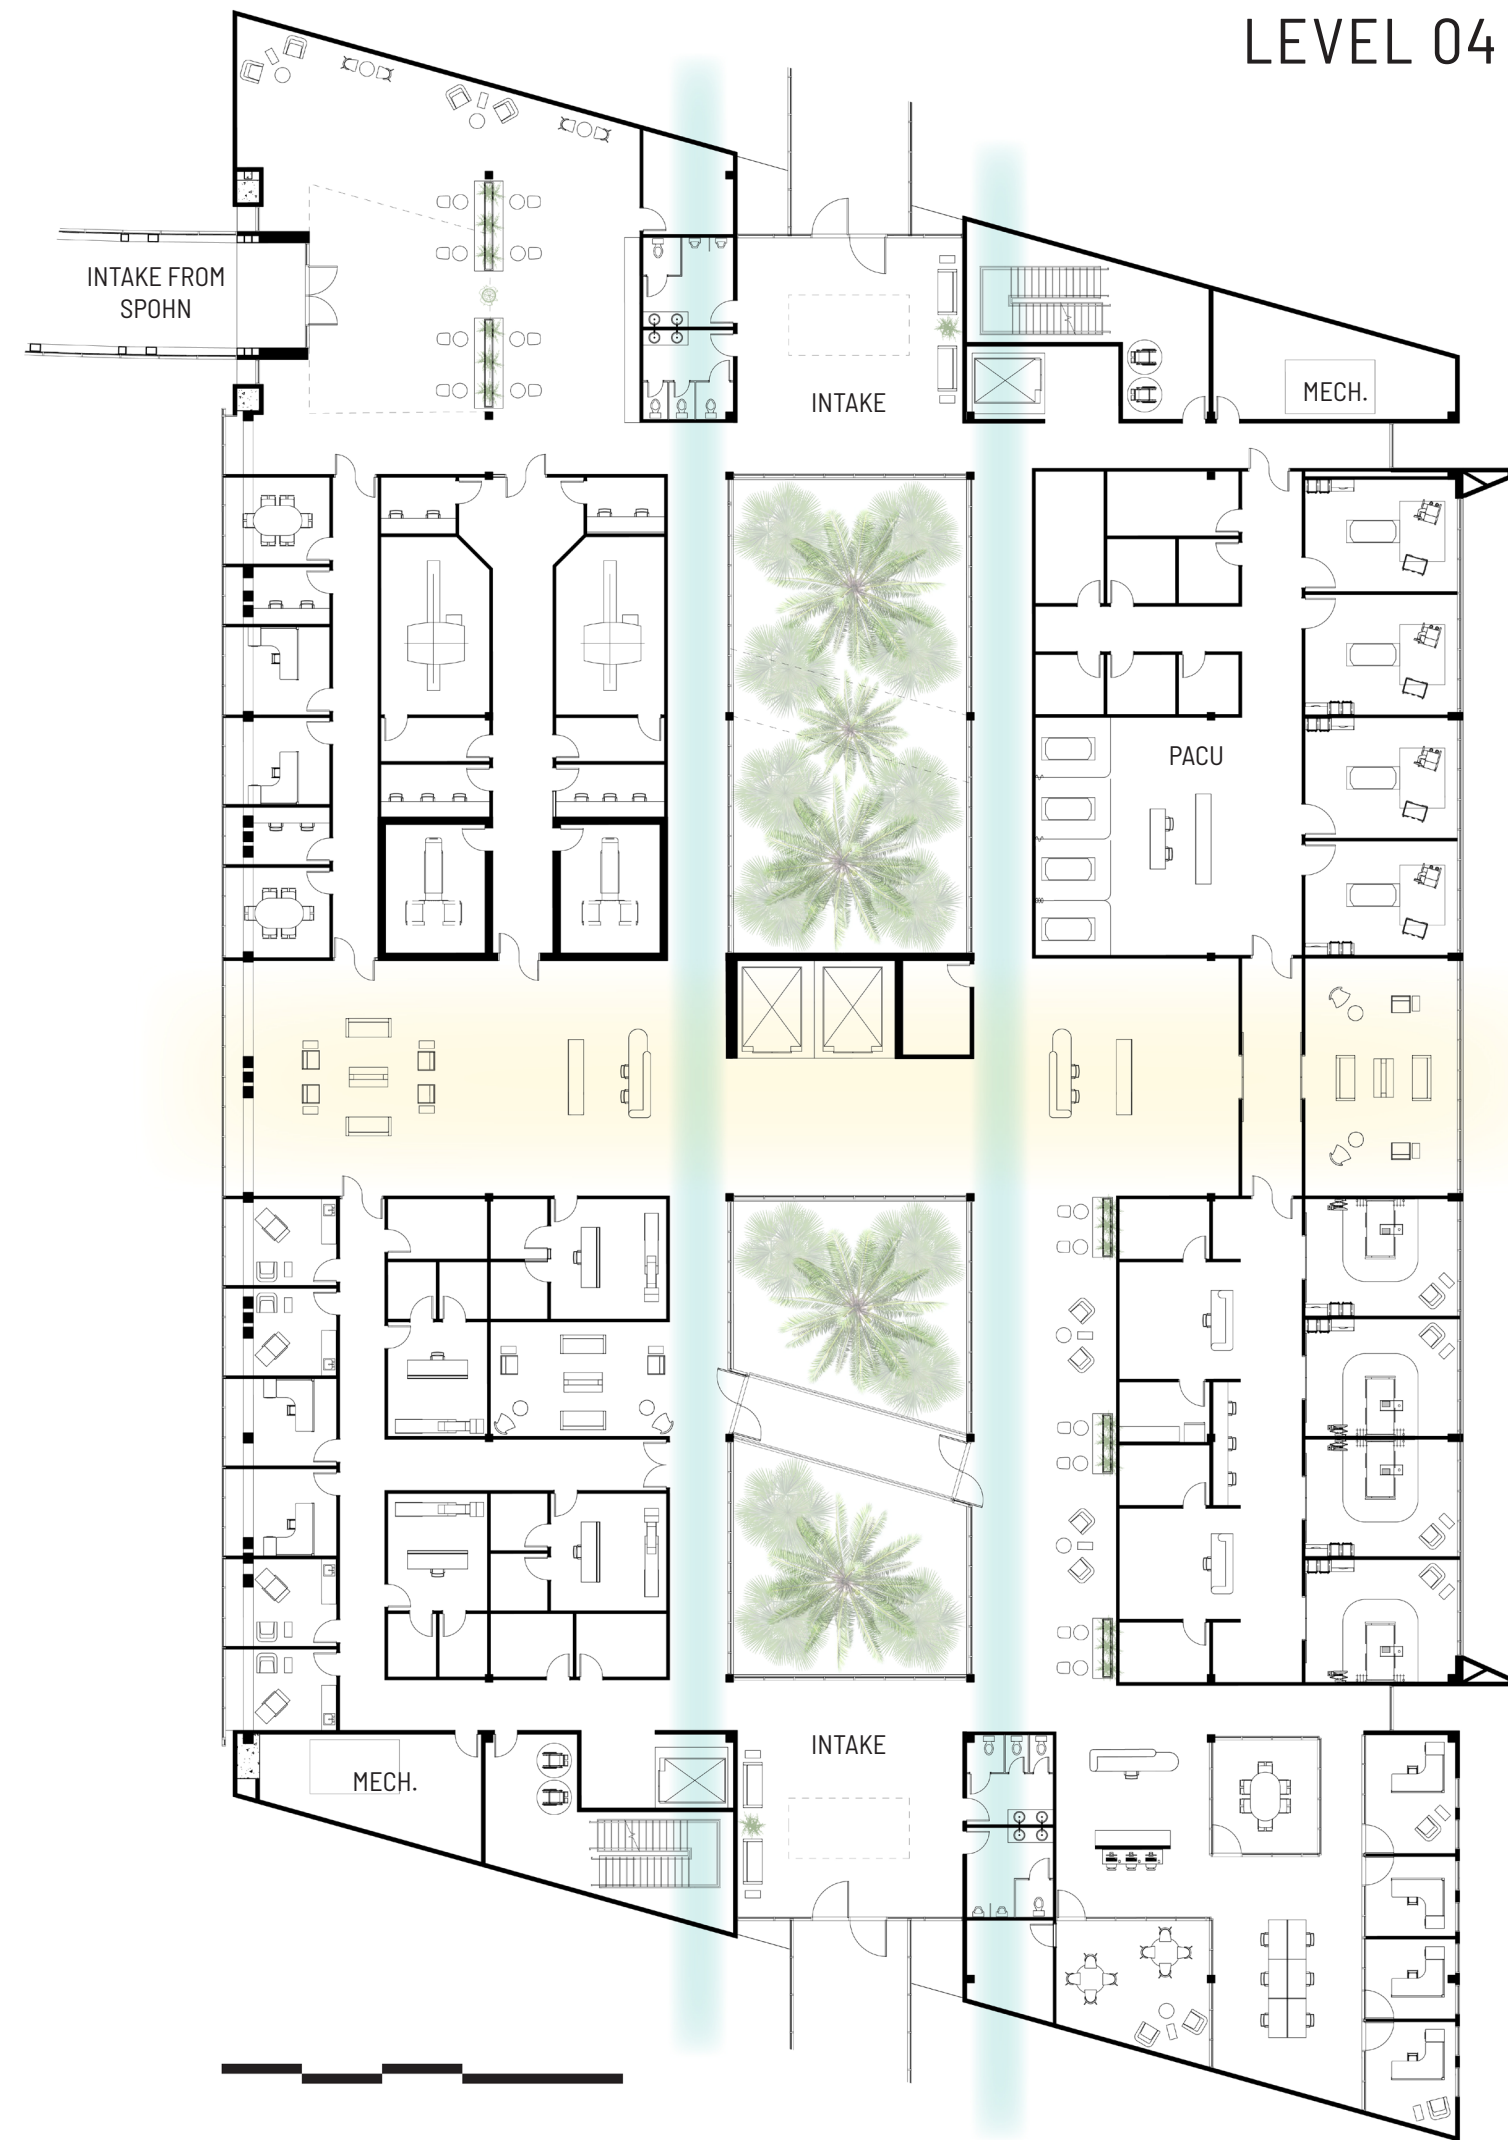 LEVEL 04
INTAKE FROM
SPOHN
INTAKE
MECH.
PACU
INTAKE
MECH.